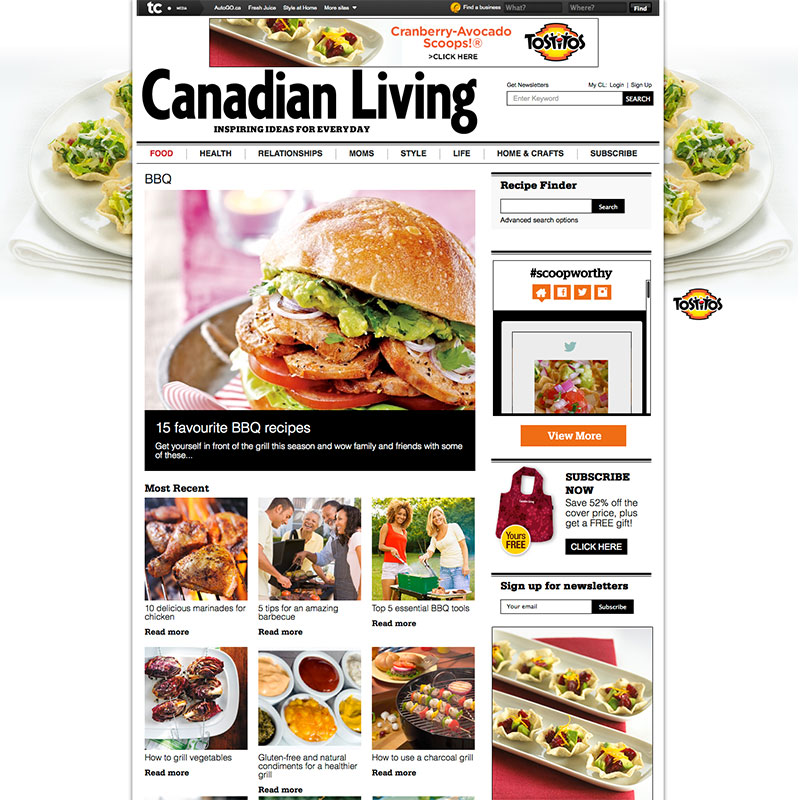 tc • MEDIA AutoGO.ca Fresh Juice Style at Home More sites Find a business What? Where? Find
Cranberry-Avocado
Scoops!®
>CLICK HERE
TOSTITOS
Canadian Living
INSPIRING IDEAS FOR EVERYDAY
Get Newsletters My CL: Login | Sign Up
Enter Keyword SEARCH
FOOD HEALTH RELATIONSHIPS MOMS STYLE LIFE HOME & CRAFTS SUBSCRIBE
BBQ
15 favourite BBQ recipes
Get yourself in front of the grill this season and wow family and friends with some
of these...
Most Recent
10 delicious marinades for
chicken
Read more
5 tips for an amazing
barbecue
Read more
Top 5 essential BBQ tools
Read more
How to grill vegetables
Read more
Gluten-free and natural
condiments for a healthier
grill
Read more
How to use a charcoal grill
Read more
Recipe Finder
Search
Advanced search options
#scoopworthy
View More
TOSTITOS
Canadian Living
Yours
FREE
SUBSCRIBE
NOW
Save 52% off the
cover price, plus
get a FREE gift!
CLICK HERE
Sign up for newsletters
Your email Subscribe